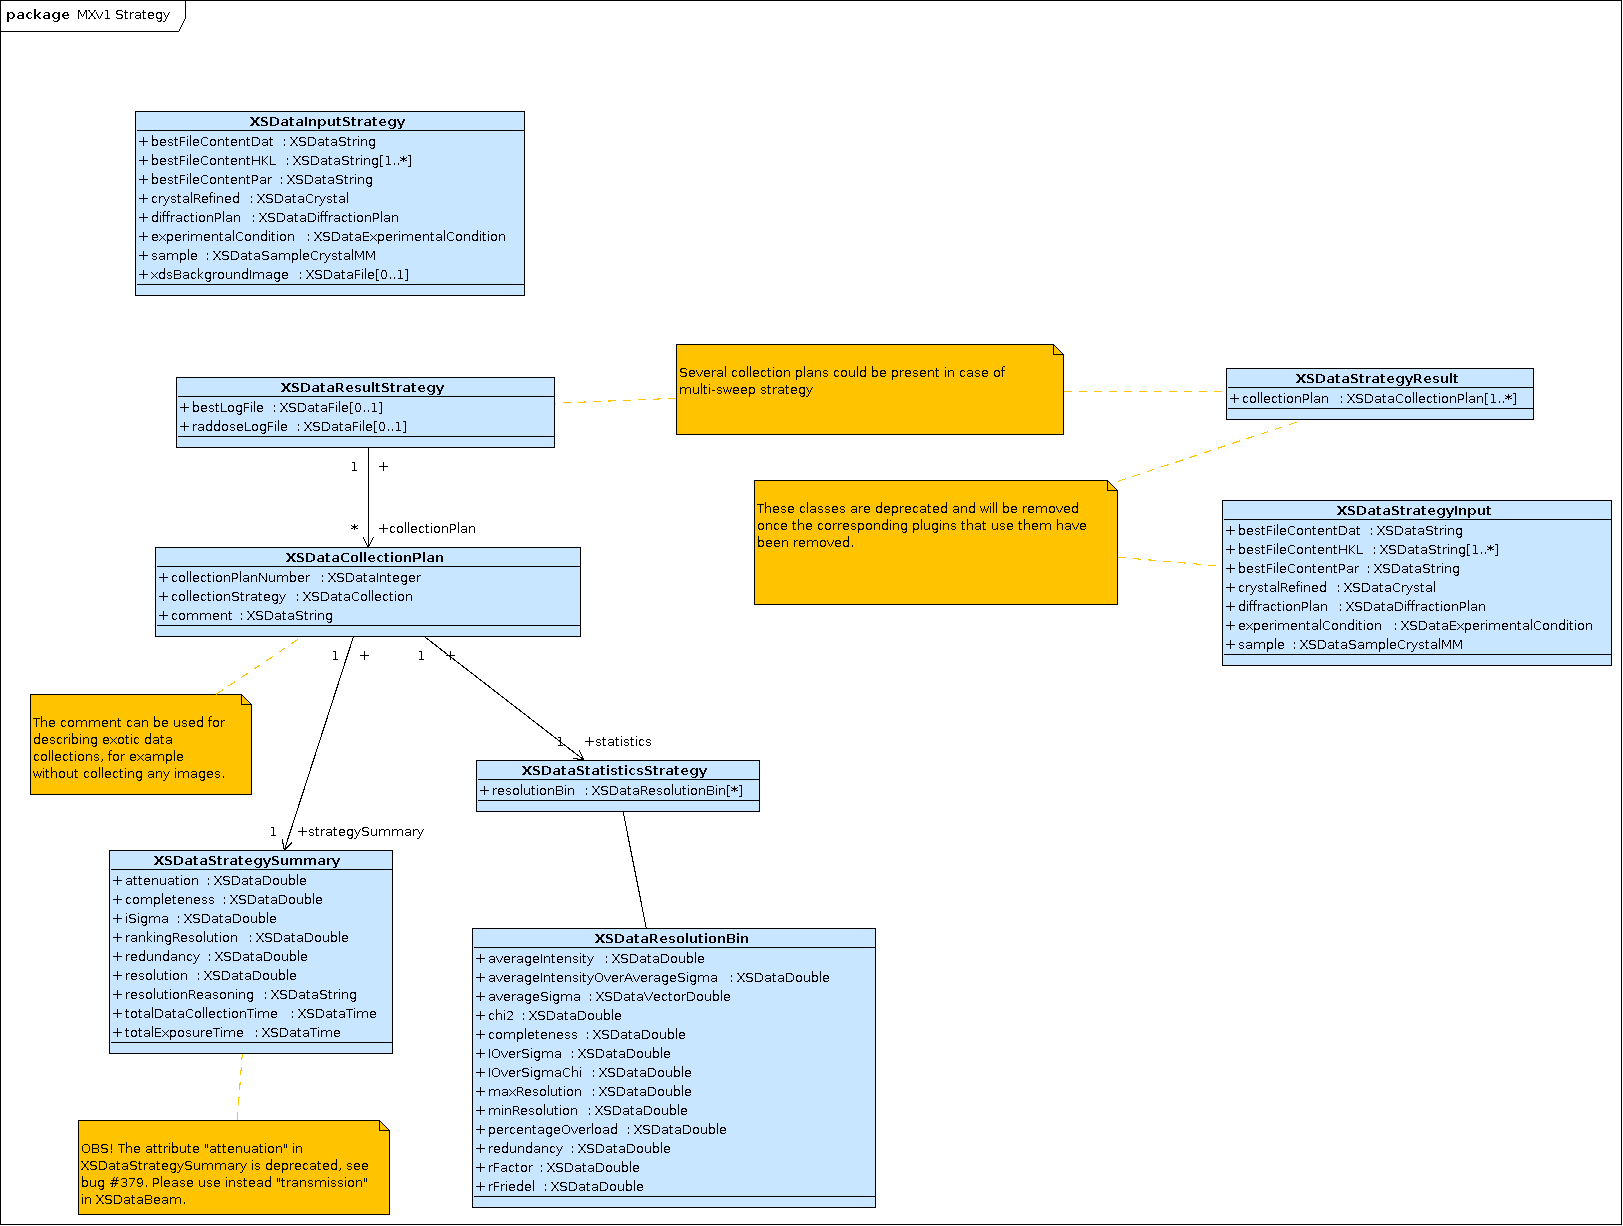 package MXv1 Strategy
XSDataInputStrategy
+ bestFileContentDat : XSDataString
+ bestFileContentHKL : XSDataString[1..*]
+ bestFileContentPar : XSDataString
+ crystalRefined : XSDataCrystal
+ diffractionPlan : XSDataDiffractionPlan
+ experimentalCondition : XSDataExperimentalCondition
+ sample : XSDataSampleCrystalMM
+ xdsBackgroundImage : XSDataFile[0..1]
Several collection plans could be present in case of
multi-sweep strategy
XSDataResultStrategy
+ bestLogFile : XSDataFile[0..1]
+ raddoseLogFile : XSDataFile[0..1]
XSDataStrategyResult
+ collectionPlan : XSDataCollectionPlan[1..*]
1 +
* +collectionPlan
These classes are deprecated and will be removed
once the corresponding plugins that use them have
been removed.
XSDataStrategyInput
+ bestFileContentDat : XSDataString
+ bestFileContentHKL : XSDataString[1..*]
+ bestFileContentPar : XSDataString
+ crystalRefined : XSDataCrystal
+ diffractionPlan : XSDataDiffractionPlan
+ experimentalCondition : XSDataExperimentalCondition
+ sample : XSDataSampleCrystalMM
XSDataCollectionPlan
+ collectionPlanNumber : XSDataInteger
+ collectionStrategy : XSDataCollection
+ comment : XSDataString
1 + 1 +
The comment can be used for
describing exotic data
collections, for example
without collecting any images.
1 +statistics
XSDataStatisticsStrategy
+ resolutionBin : XSDataResolutionBin[*]
1 +strategySummary
XSDataStrategySummary
+ attenuation : XSDataDouble
+ completeness : XSDataDouble
+ iSigma : XSDataDouble
+ rankingResolution : XSDataDouble
+ redundancy : XSDataDouble
+ resolution : XSDataDouble
+ resolutionReasoning : XSDataString
+ totalDataCollectionTime : XSDataTime
+ totalExposureTime : XSDataTime
XSDataResolutionBin
+ averageIntensity : XSDataDouble
+ averageIntensityOverAverageSigma : XSDataDouble
+ averageSigma : XSDataVectorDouble
+ chi2 : XSDataDouble
+ completeness : XSDataDouble
+ IOverSigma : XSDataDouble
+ IOverSigmaChi : XSDataDouble
+ maxResolution : XSDataDouble
+ minResolution : XSDataDouble
+ percentageOverload : XSDataDouble
+ redundancy : XSDataDouble
+ rFactor : XSDataDouble
+ rFriedel : XSDataDouble
OBS! The attribute "attenuation" in
XSDataStrategySummary is deprecated, see
bug #379. Please use instead "transmission"
in XSDataBeam.